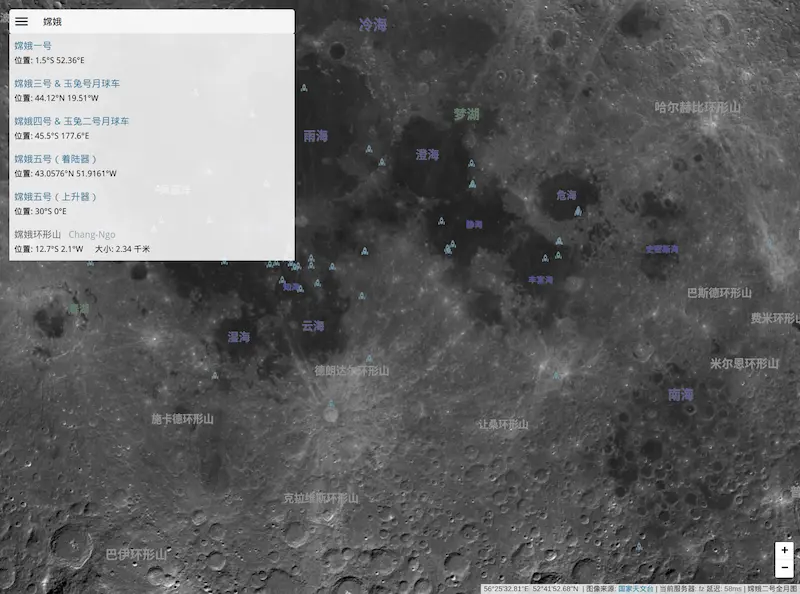 嫦娥
嫦娥一号
位置: 1.5°S 52.36°E
嫦娥三号 & 玉兔号月球车
位置: 44.12°N 19.51°W
嫦娥四号 & 玉兔二号月球车
位置: 45.5°S 177.6°E
嫦娥五号 ( 着陆器 )
位置: 43.0576°N 51.9161°W
嫦娥五号 ( 上升器 )
位置: 30°S 0°E
嫦娥环形山 Chang-Ngo
位置: 12.7°S 2.1°W 大小: 2.34 千米
冷海
梦湖
哈尔赫比环形山
雨海
澄海
危海
史密斯海
丰富海
巴斯德环形山
费米环形山
云海
湿海
德朗达尔环形山
米尔恩环形山
南海
施卡德环形山
让桑环形山
克拉维斯环形山
巴伊环形山
+
−
56°25'32.81"E 52°41'52.68"N | 图像来源: 国家天文台 | 当前服务器: fz 延迟: 58ms | 嫦娥二号全月图